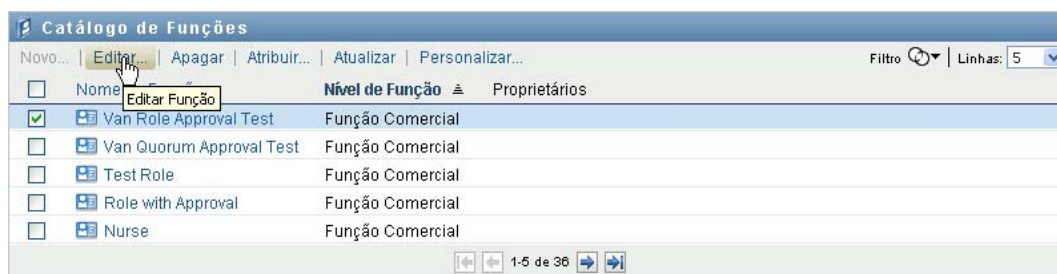 Catálogo de Funções
Novo... | Editar... | Apagar | Atribuir... | Atualizar | Personalizar... Filtro | Linhas: 5
Nome Nível de Função Proprietários
Editar Função
Van Role Approval Test Função Comercial
Van Quorum Approval Test Função Comercial
Test Role Função Comercial
Role with Approval Função Comercial
Nurse Função Comercial
1-5 de 36